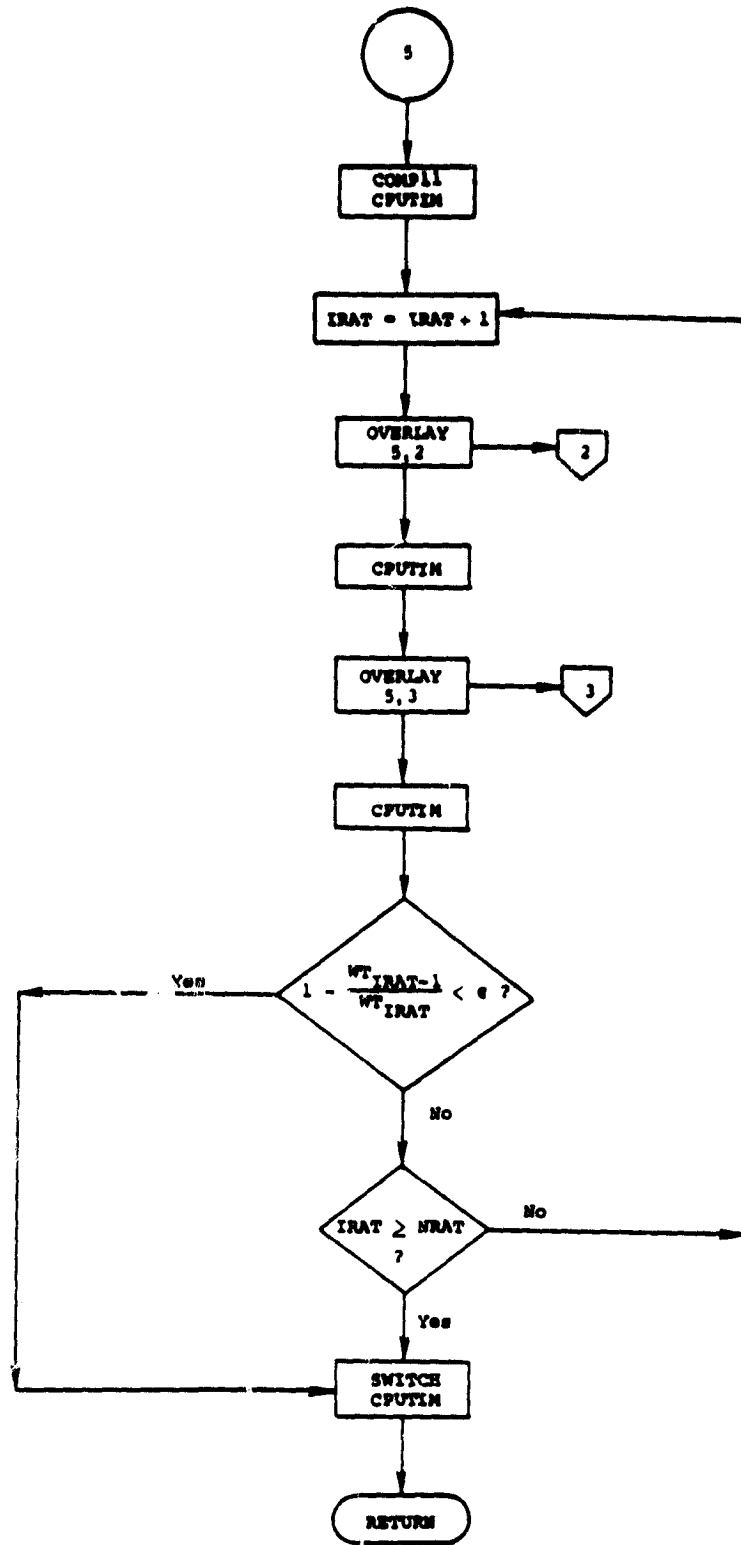 5
COMP11
CPUTIM
IRAT = IRAT + 1
OVERLAY
5,2
2
CPUTIM
OVERLAY
5,3
3
CPUTIM
Yes
1 - WT_IRAT-1 / WT_IRAT < ϵ ?
No
IRAT ≥ NRAT
?
No
Yes
SWITCH
CPUTIM
RETURN